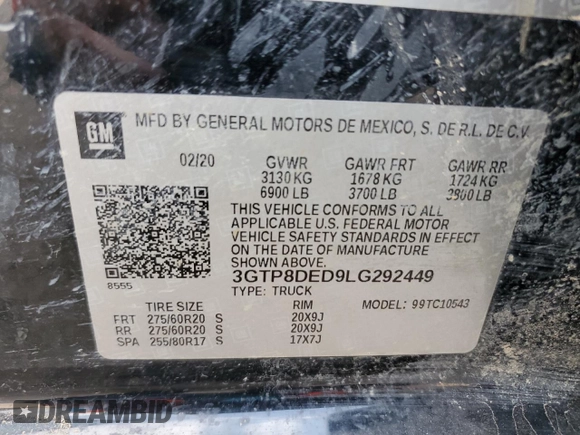 GM
MFD BY GENERAL MOTORS DE MEXICO, S. DE R.L. DE C.V.
02/20 GVWR GAWR FRT GAWR RR
3130 KG 1678 KG 1724 KG
6900 LB 3700 LB 3800 LB
THIS VEHICLE CONFORMS TO ALL
APPLICABLE U.S. FEDERAL MOTOR
VEHICLE SAFETY STANDARDS IN EFFECT
ON THE DATE OF MANUFACTURE
SHOWN ABOVE.
8555
3GTP8DED9LG292449
TYPE: TRUCK
MODEL: 99TC10543
TIRE SIZE RIM
FRT 275/60R20 S 20X9J
RR 275/60R20 S 20X9J
SPA 255/80R17 S 17X7J
DREAMBID